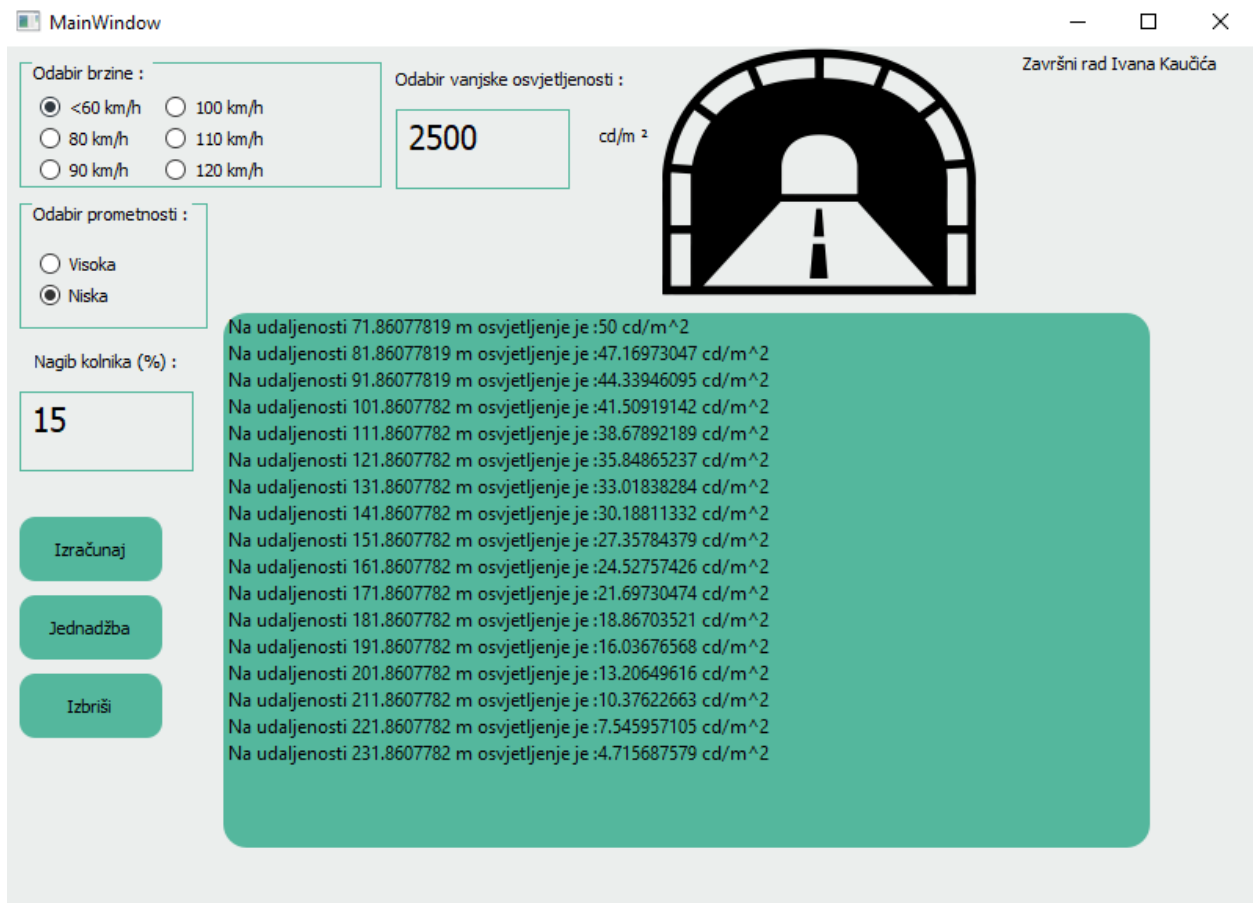 MainWindow
Završni rad Ivana Kaučića
Odabir brzine :
<60 km/h 100 km/h
80 km/h 110 km/h
90 km/h 120 km/h
Odabir vanjske osvjetljenosti :
2500 cd/m ²
Odabir prometnosti :
Visoka
Niska
Nagib kolnika (%) :
15
Izračunaj
Jednadžba
Izbriši
Na udaljenosti 71.86077819 m osvjetljenje je :50 cd/m^2
Na udaljenosti 81.86077819 m osvjetljenje je :47.16973047 cd/m^2
Na udaljenosti 91.86077819 m osvjetljenje je :44.33946095 cd/m^2
Na udaljenosti 101.8607782 m osvjetljenje je :41.50919142 cd/m^2
Na udaljenosti 111.8607782 m osvjetljenje je :38.67892189 cd/m^2
Na udaljenosti 121.8607782 m osvjetljenje je :35.84865237 cd/m^2
Na udaljenosti 131.8607782 m osvjetljenje je :33.01838284 cd/m^2
Na udaljenosti 141.8607782 m osvjetljenje je :30.18811332 cd/m^2
Na udaljenosti 151.8607782 m osvjetljenje je :27.35784379 cd/m^2
Na udaljenosti 161.8607782 m osvjetljenje je :24.52757426 cd/m^2
Na udaljenosti 171.8607782 m osvjetljenje je :21.69730474 cd/m^2
Na udaljenosti 181.8607782 m osvjetljenje je :18.86703521 cd/m^2
Na udaljenosti 191.8607782 m osvjetljenje je :16.03676568 cd/m^2
Na udaljenosti 201.8607782 m osvjetljenje je :13.20649616 cd/m^2
Na udaljenosti 211.8607782 m osvjetljenje je :10.37622663 cd/m^2
Na udaljenosti 221.8607782 m osvjetljenje je :7.545957105 cd/m^2
Na udaljenosti 231.8607782 m osvjetljenje je :4.715687579 cd/m^2